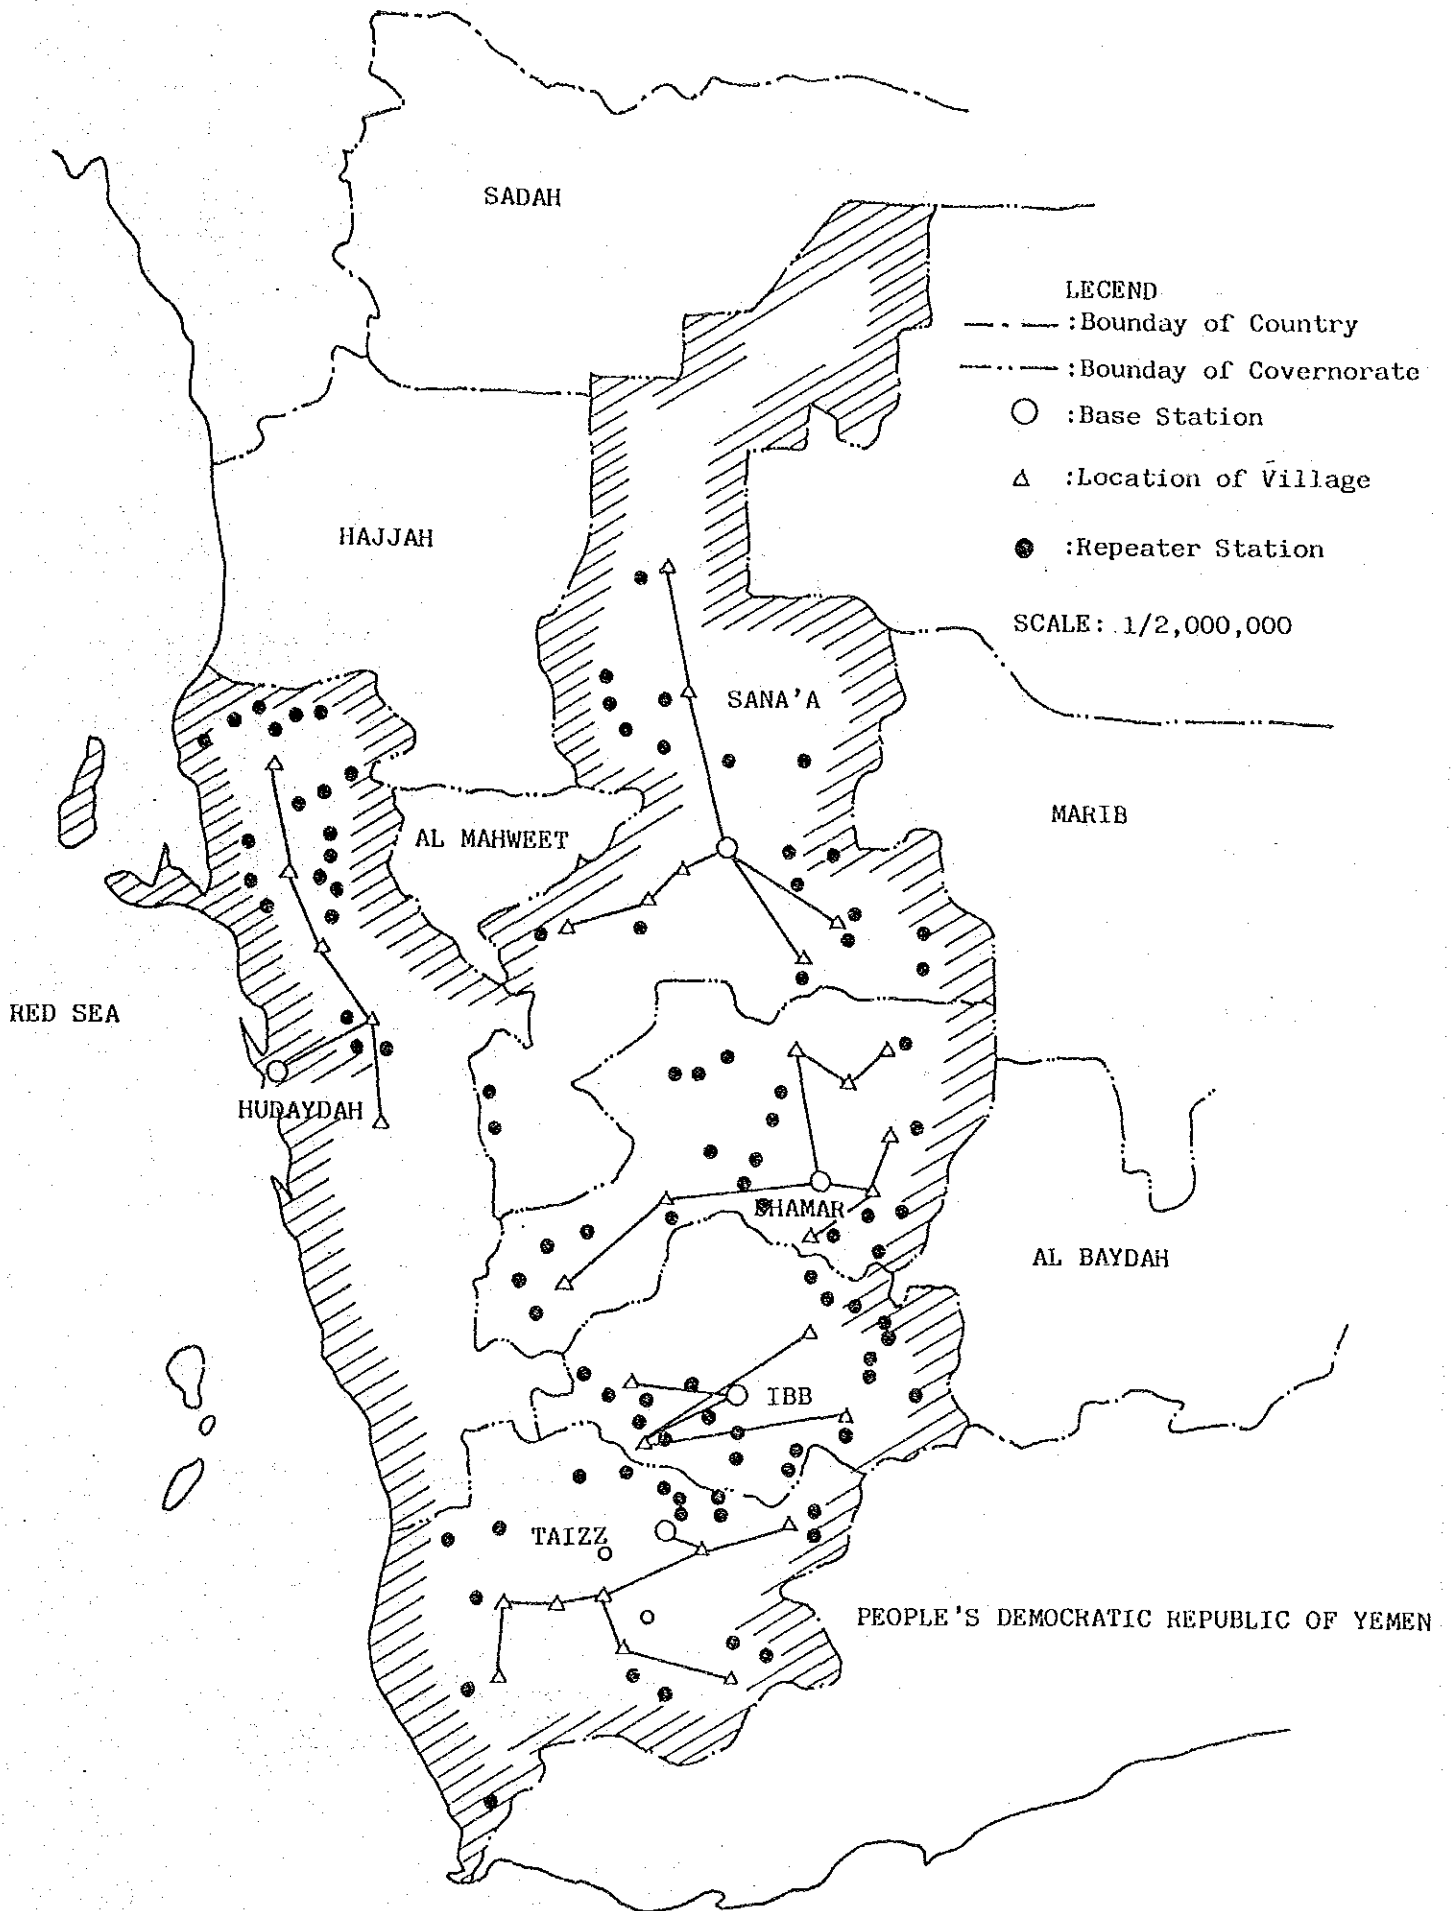 SADAH
LECEND
:Bounday of Country
:Bounday of Covernorate
:Base Station
:Location of Village
:Repeater Station
SCALE: 1/2,000,000
HAJJAH
SANA'A
AL MAHWEET
MARIB
RED SEA
HUDAYDAH
DHAMAR
AL BAYDAH
IBB
TAIZZ
PEOPLE'S DEMOCRATIC REPUBLIC OF YEMEN